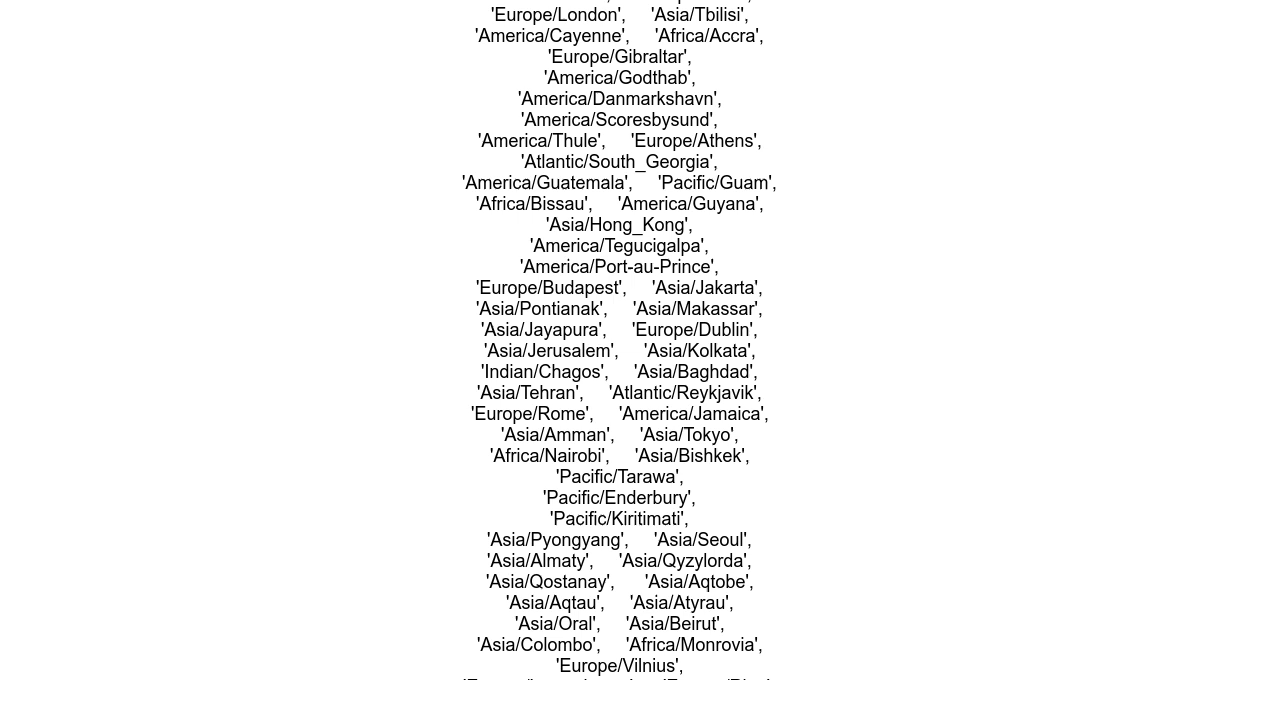 'Europe/London', 'Asia/Tbilisi',
'America/Cayenne', 'Africa/Accra',
'Europe/Gibraltar',
'America/Godthab',
'America/Danmarkshavn',
'America/Scoresbysund',
'America/Thule', 'Europe/Athens',
'Atlantic/South_Georgia',
'America/Guatemala', 'Pacific/Guam',
'Africa/Bissau', 'America/Guyana',
'Asia/Hong_Kong',
'America/Tegucigalpa',
'America/Port-au-Prince',
'Europe/Budapest', 'Asia/Jakarta',
'Asia/Pontianak', 'Asia/Makassar',
'Asia/Jayapura', 'Europe/Dublin',
'Asia/Jerusalem', 'Asia/Kolkata',
'Indian/Chagos', 'Asia/Baghdad',
'Asia/Tehran', 'Atlantic/Reykjavik',
'Europe/Rome', 'America/Jamaica',
'Asia/Amman', 'Asia/Tokyo',
'Africa/Nairobi', 'Asia/Bishkek',
'Pacific/Tarawa',
'Pacific/Enderbury',
'Pacific/Kiritimati',
'Asia/Pyongyang', 'Asia/Seoul',
'Asia/Almaty', 'Asia/Qyzylorda',
'Asia/Qostanay', 'Asia/Aqtobe',
'Asia/Aqtau', 'Asia/Atyrau',
'Asia/Oral', 'Asia/Beirut',
'Asia/Colombo', 'Africa/Monrovia',
'Europe/Vilnius',